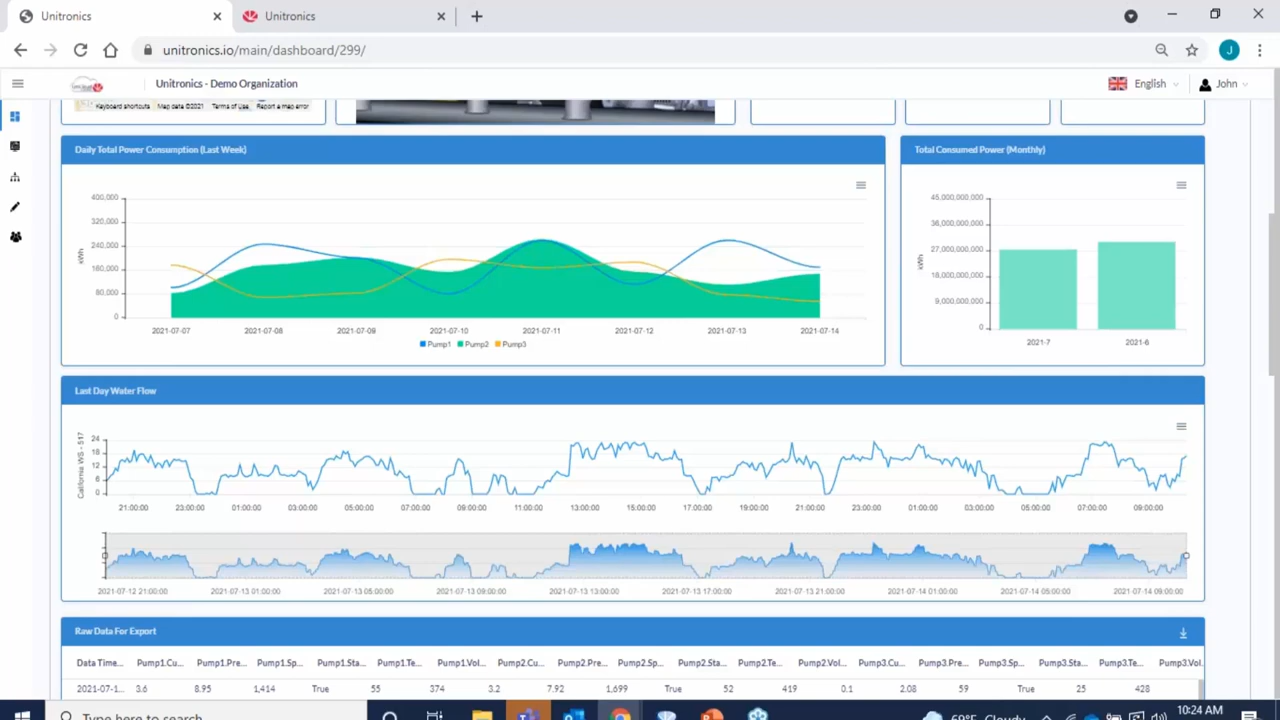 Unitronics
Unitronics
unitronics.io/main/dashboard/299/
J
Unitronics - Demo Organization
English
John
Keyboard shortcuts Map data ©2021 Terms of Use Report a map error
Daily Total Power Consumption (Last Week)
400,000
320,000
240,000
160,000
80,000
0
kWh
2021-07-07 2021-07-08 2021-07-09 2021-07-10 2021-07-11 2021-07-12 2021-07-13 2021-07-14
Pump1 Pump2 Pump3
Total Consumed Power (Monthly)
45,000,000,000
36,000,000,000
27,000,000,000
18,000,000,000
9,000,000,000
0
kWh
2021-7 2021-6
Last Day Water Flow
California WS - 517
24
18
12
6
0
21:00:00 23:00:00 01:00:00 03:00:00 05:00:00 07:00:00 09:00:00 11:00:00 13:00:00 15:00:00 17:00:00 19:00:00 21:00:00 23:00:00 01:00:00 03:00:00 05:00:00 07:00:00 09:00:00
2021-07-12 21:00:00 2021-07-13 01:00:00 2021-07-13 05:00:00 2021-07-13 09:00:00 2021-07-13 13:00:00 2021-07-13 17:00:00 2021-07-13 21:00:00 2021-07-14 01:00:00 2021-07-14 05:00:00 2021-07-14 09:00:00
Raw Data For Export
Data Time... Pump1.Cu... Pump1.Pre... Pump1.Sp... Pump1.Sta... Pump1.Te... Pump1.Vol... Pump2.Cu... Pump2.Pre... Pump2.Sp... Pump2.Sta... Pump2.Te... Pump2.Vol... Pump3.Cu... Pump3.Pre... Pump3.Sp... Pump3.Sta... Pump3.Te... Pump3.Vol...
2021-07-1... 3.6 8.95 1,414 True 55 374 3.2 7.92 1,699 True 52 419 0.1 2.08 59 True 25 428
Type here to search
69°F Cloudy
10:24 AM